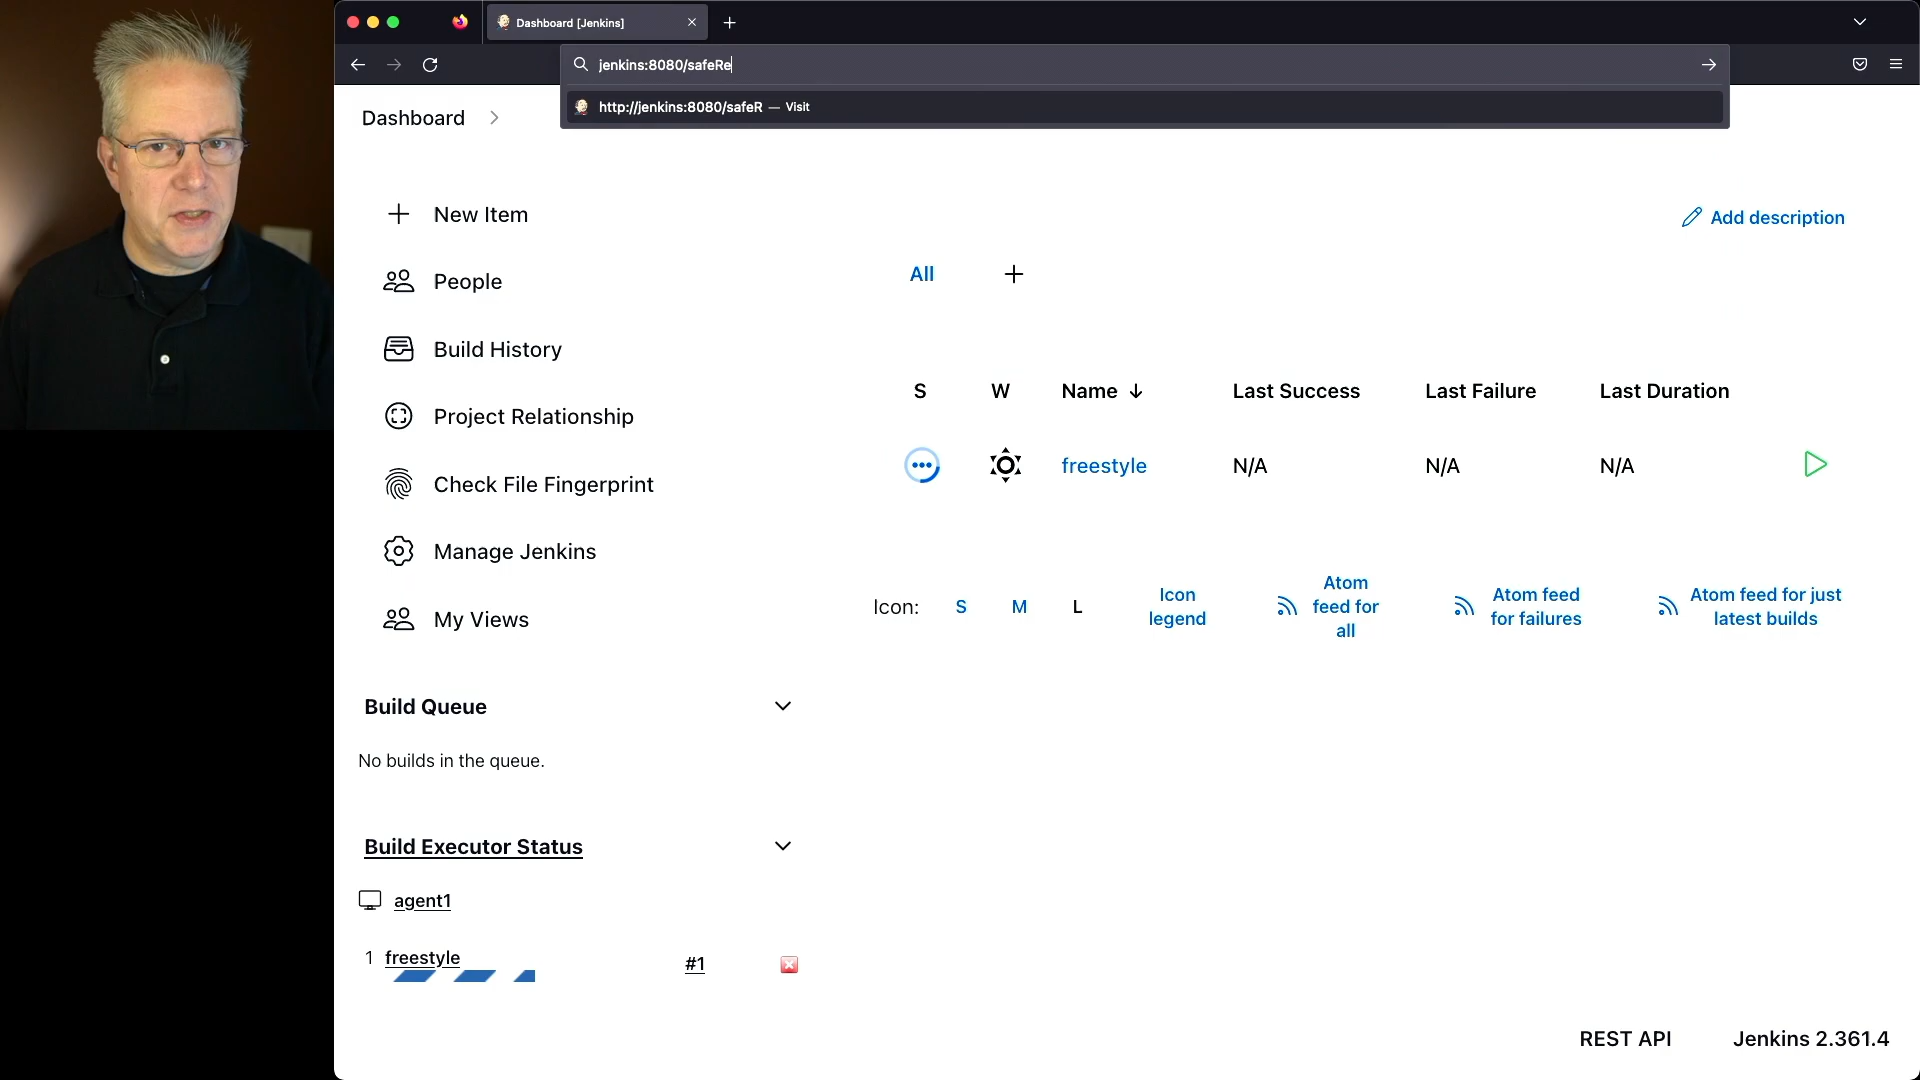 Dashboard [Jenkins]
jenkins:8080/safeRe
http://jenkins:8080/safeR — Visit
Dashboard
New Item
People
Build History
Project Relationship
Check File Fingerprint
Manage Jenkins
My Views
Add description
All
S W Name ↓ Last Success Last Failure Last Duration
freestyle N/A N/A N/A
Icon: S M L
Icon
legend
Atom
feed for
all
Atom feed
for failures
Atom feed for just
latest builds
Build Queue
No builds in the queue.
Build Executor Status
agent1
1 freestyle #1
REST API Jenkins 2.361.4